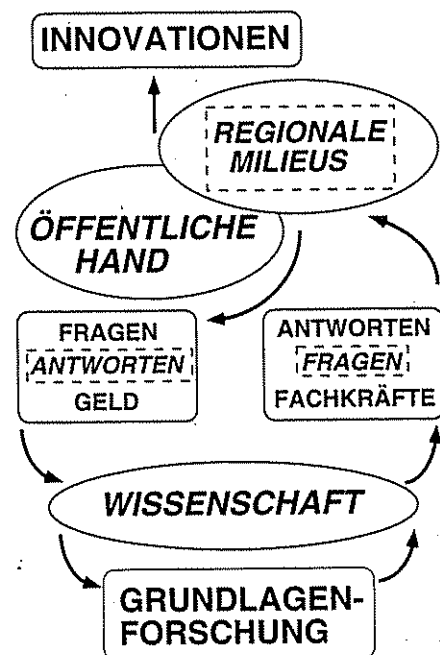 INNOVATIONEN
REGIONALE
MILIEUS
ÖFFENTLICHE
HAND
FRAGEN
ANTWORTEN
GELD
ANTWORTEN
FRAGEN
FACHKRÄFTE
WISSENSCHAFT
GRUNDLAGEN-
FORSCHUNG